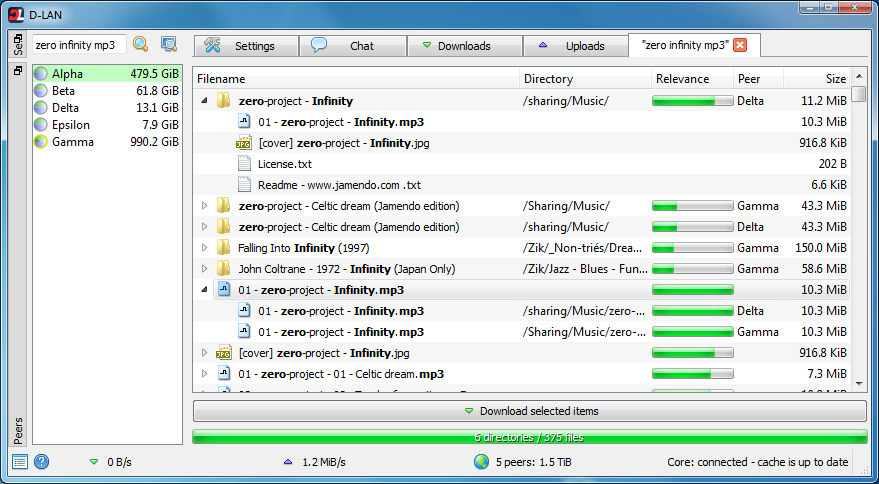 D-LAN
Se
zero infinity mp3
Settings
Chat
Downloads
Uploads
"zero infinity mp3"
Peers
Alpha 479.5 GiB
Beta 61.8 GiB
Delta 13.1 GiB
Epsilon 7.9 GiB
Gamma 990.2 GiB
Filename Directory Relevance Peer Size
zero-project - Infinity /sharing/Music/ Delta 11.2 MiB
01 - zero-project - Infinity.mp3 10.3 MiB
[cover] zero-project - Infinity.jpg 916.8 KiB
License.txt 202 B
Readme - www.jamendo.com .txt 6.6 KiB
zero-project - Celtic dream (Jamendo edition) /Sharing/Music/ Gamma 43.3 MiB
zero-project - Celtic dream (Jamendo edition) /sharing/Music/ Delta 43.3 MiB
Falling Into Infinity (1997) /Zik/_Non-triés/Drea... Gamma 150.0 MiB
John Coltrane - 1972 - Infinity (Japan Only) /Zik/Jazz - Blues - Fun... Gamma 58.6 MiB
01 - zero-project - Infinity.mp3 10.3 MiB
01 - zero-project - Infinity.mp3 /sharing/Music/zero-... Delta 10.3 MiB
01 - zero-project - Infinity.mp3 /Sharing/Music/zero-... Gamma 10.3 MiB
[cover] zero-project - Infinity.jpg 916.8 KiB
01 - zero-project - 01 - Celtic dream.mp3 7.3 MiB
Download selected items
6 directories / 375 files
0 B/s
1.2 MiB/s
5 peers: 1.5 TiB
Core: connected - cache is up to date